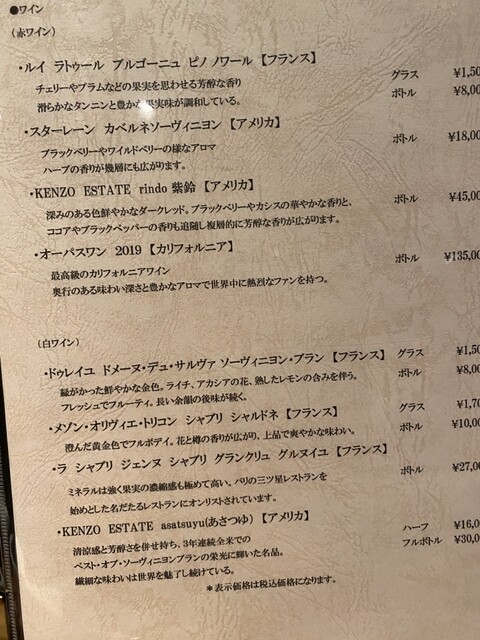 ●ワイン
(赤ワイン)
・ルイ ラトゥール ブルゴーニュ ピノ ノワール 【フランス】 グラス
チェリーやプラムなどの果実を思わせる芳醇な香り ボトル
滑らかなタンニンと豊かな果実味が調和している。
・スターレーン カベルネソーヴィニヨン 【アメリカ】 ボトル
ブラックベリーやワイルドベリーの様なアロマ
ハーブの香りが幾層にも広がります。
・KENZO ESTATE rindo 紫鈴 【アメリカ】 ボトル
深みのある色鮮やかなダークレッド。ブラックベリーやカシスの華やかな香りと、
ココアやブラックペッパーの香りも追随し複層的に芳醇な香りが広がります。
・オーパスワン 2019 【カリフォルニア】 ボトル
最高級のカリフォルニアワイン
奥行のある味わい深さと豊かなアロマで世界中に熱烈なファンを持つ。
(白ワイン)
・ドゥレイユ ドメーヌ・デュ・サルヴァ ソーヴィニヨン・ブラン 【フランス】 グラス
緑がかった鮮やかな金色。ライチ、アカシアの花、熟したレモンの含みを伴う。 ボトル
フレッシュでフルーティ。長い余韻の後味が続く。
・メゾン・オリヴィエ・トリコン シャブリ シャルドネ 【フランス】 グラス
澄んだ黄金色でフルボディ。花と樽の香りが広がり、上品で爽やかな味わい。 ボトル
・ラ シャブリ ジェンヌ シャブリ グランクリュ グルヌイユ 【フランス】 ボトル
ミネラルは強く果実の濃縮感も極めて高い。パリの三ツ星レストランを
始めとした名だたるレストランにオンリストされています。
・KENZO ESTATE asatsuyu(あさつゆ) 【アメリカ】 ハーフ
清涼感と芳醇さを併せ持ち、3年連続全米での フルボトル
ベスト・オブ・ソーヴィニヨンブランの栄光に輝いた名品。
繊細な味わいは世界を魅了し続けている。
*表示価格は税込価格になります。